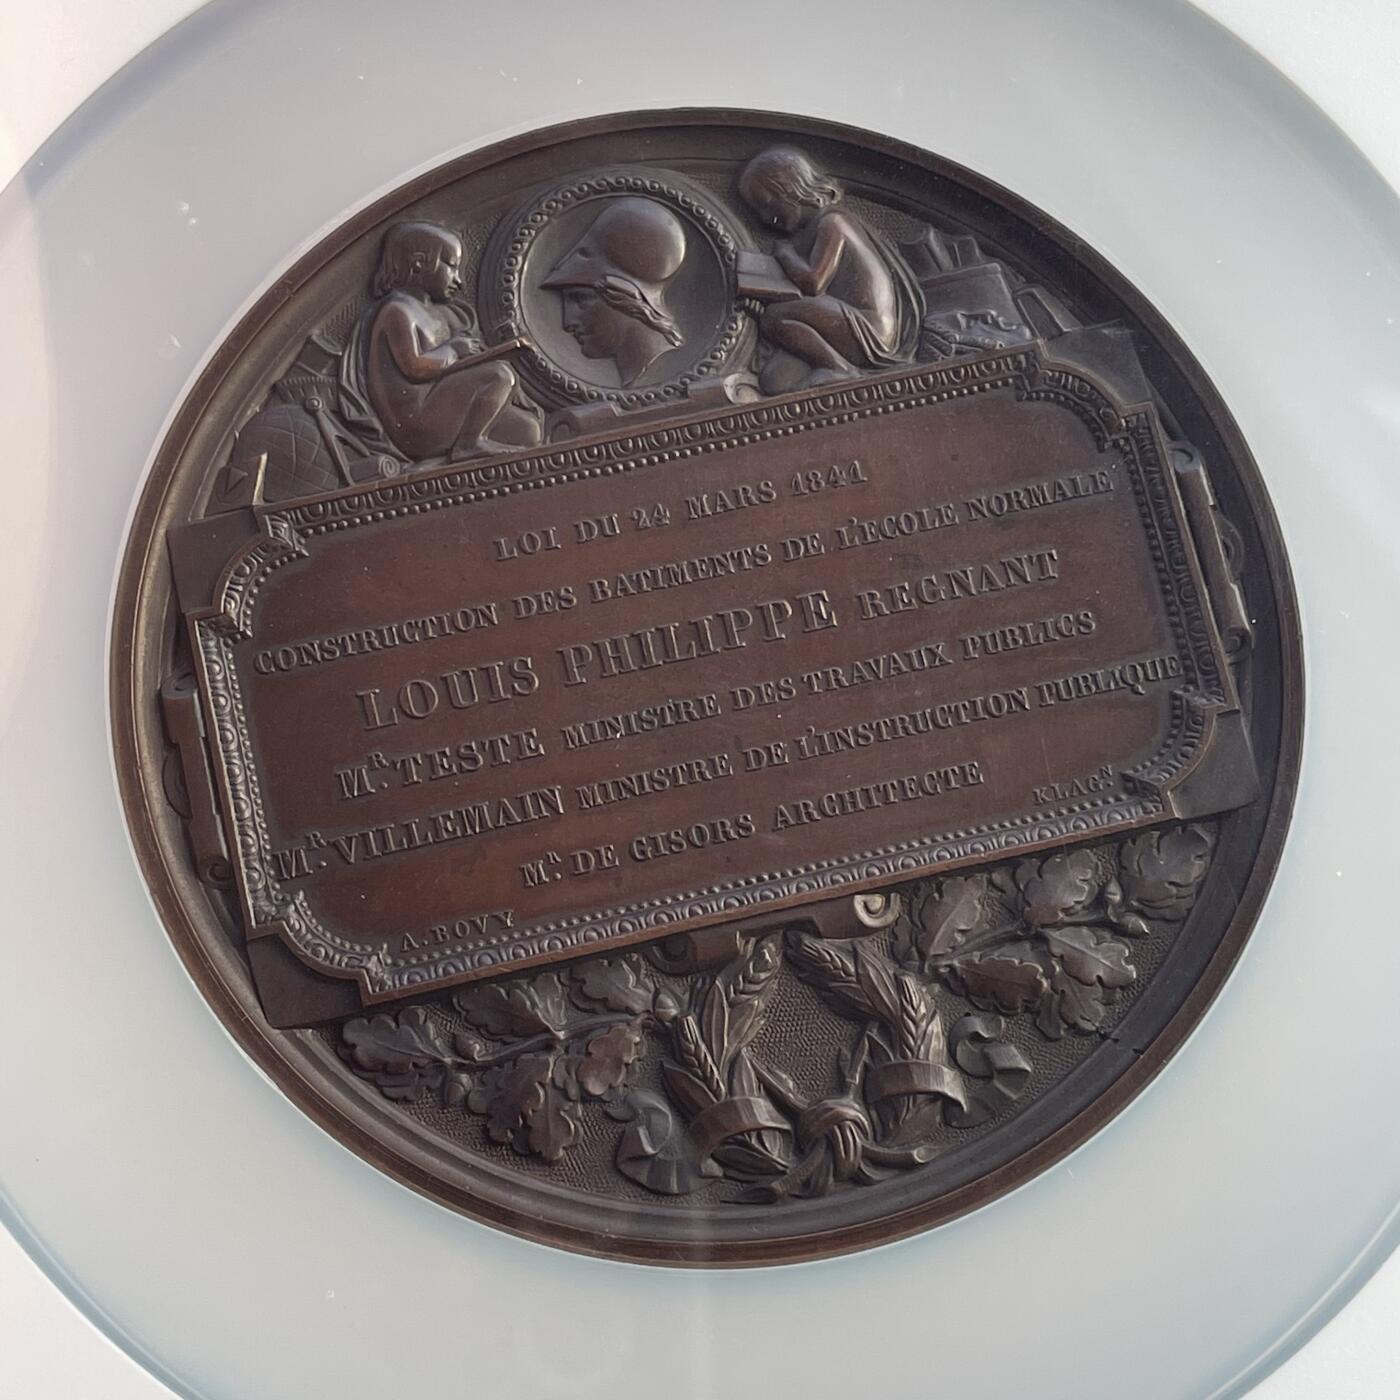 LOI DU 24 MARS 1841
CONSTRUCTION DES BATIMENTS DE L'ECOLE NORMALE
LOUIS PHILIPPE REGNANT
MR. TESTE MINISTRE DES TRAVAUX PUBLICS
MR. VILLEMAIN MINISTRE DE L'INSTRUCTION PUBLIQUE
MR. DE GISORS ARCHITECTE
A. BOVY
KLAGN